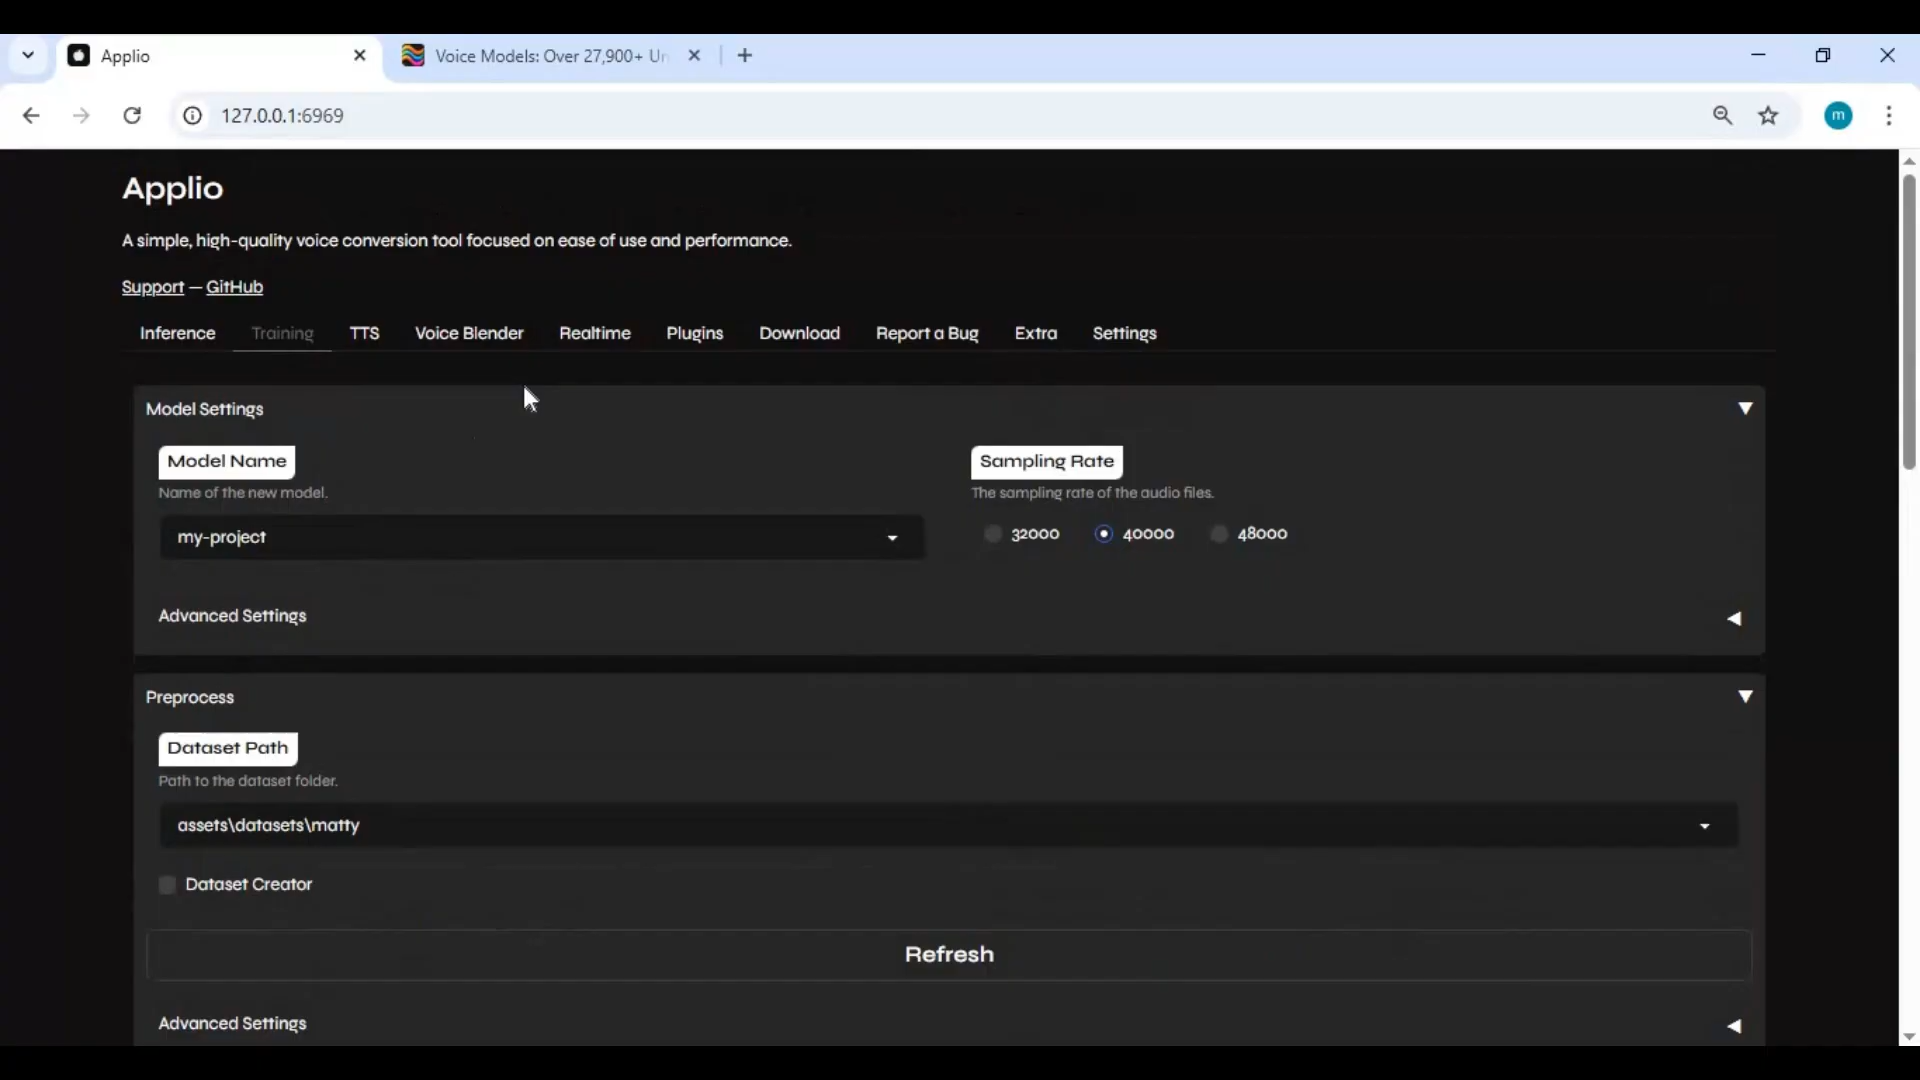 Applio
Voice Models: Over 27,900+ Un
127.0.0.1:6969
m
Applio
A simple, high-quality voice conversion tool focused on ease of use and performance.
Support — GitHub
Inference Training TTS Voice Blender Realtime Plugins Download Report a Bug Extra Settings
Model Settings
Model Name
Name of the new model.
my-project
Sampling Rate
The sampling rate of the audio files.
32000 40000 48000
Advanced Settings
Preprocess
Dataset Path
Path to the dataset folder.
assets\datasets\matty
Dataset Creator
Refresh
Advanced Settings